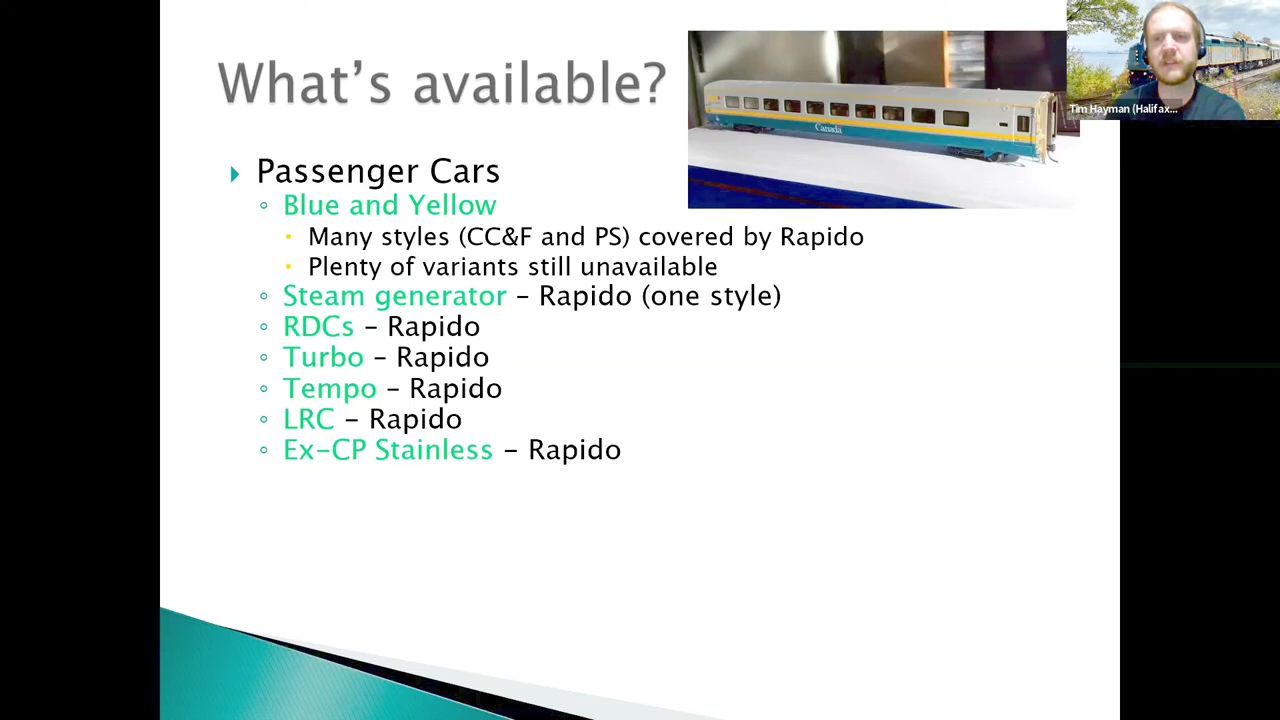 What's available?
Canada
Tim Hayman (Halifax...
Passenger Cars
Blue and Yellow
Many styles (CC&F and PS) covered by Rapido
Plenty of variants still unavailable
Steam generator – Rapido (one style)
RDCs – Rapido
Turbo – Rapido
Tempo – Rapido
LRC – Rapido
Ex-CP Stainless – Rapido